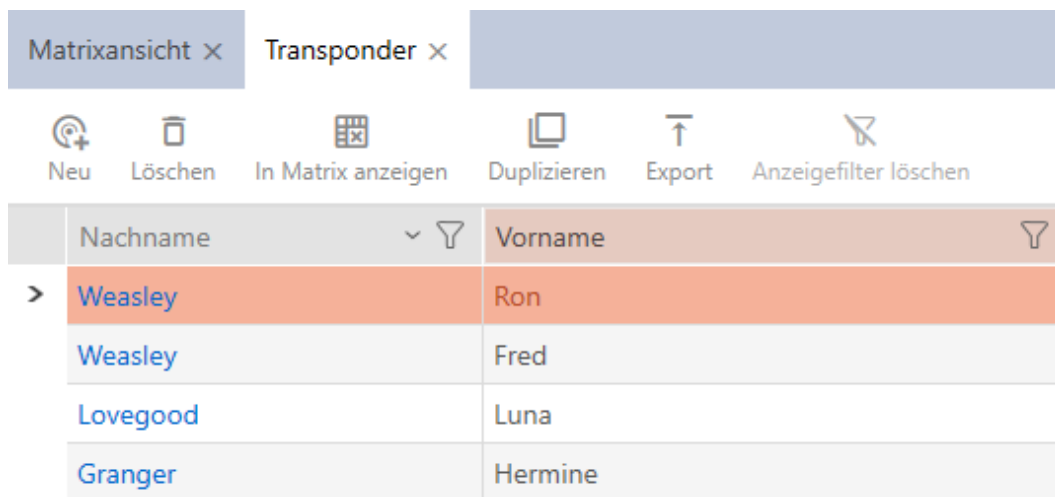 Matrixansicht Transponder
Neu Löschen In Matrix anzeigen Duplizieren Export Anzeigefilter löschen
Nachname Vorname
Weasley Ron
Weasley Fred
Lovegood Luna
Granger Hermine